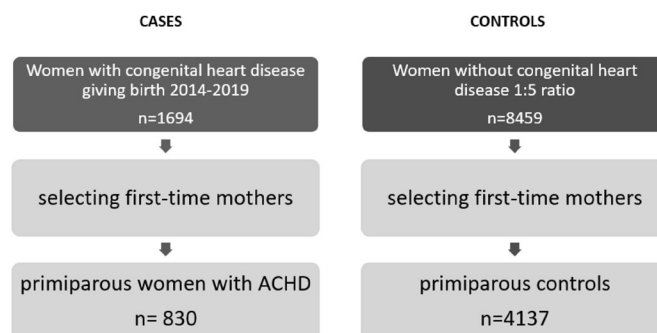 CASES
Women with congenital heart disease
giving birth 2014-2019
n=1694
selecting first-time mothers
primiparous women with ACHD
n= 830
CONTROLS
Women without congenital heart
disease 1:5 ratio
n=8459
selecting first-time mothers
primiparous controls
n=4137